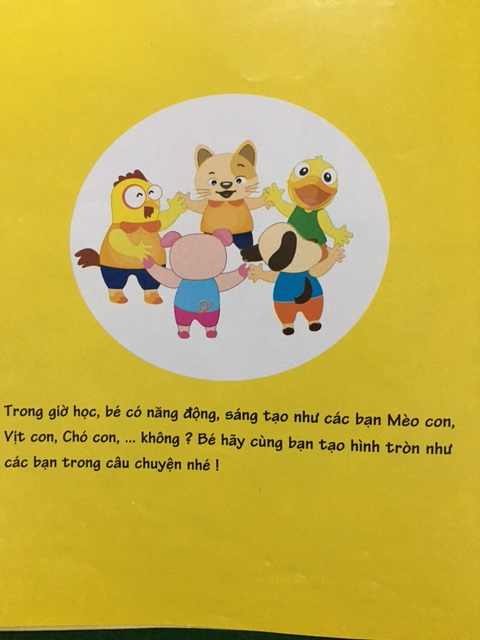 Trong giờ học, bé có năng động, sáng tạo như các bạn Mèo con,
Vịt con, Chó con, ... không ? Bé hãy cùng bạn tạo hình tròn như
các bạn trong câu chuyện nhé !